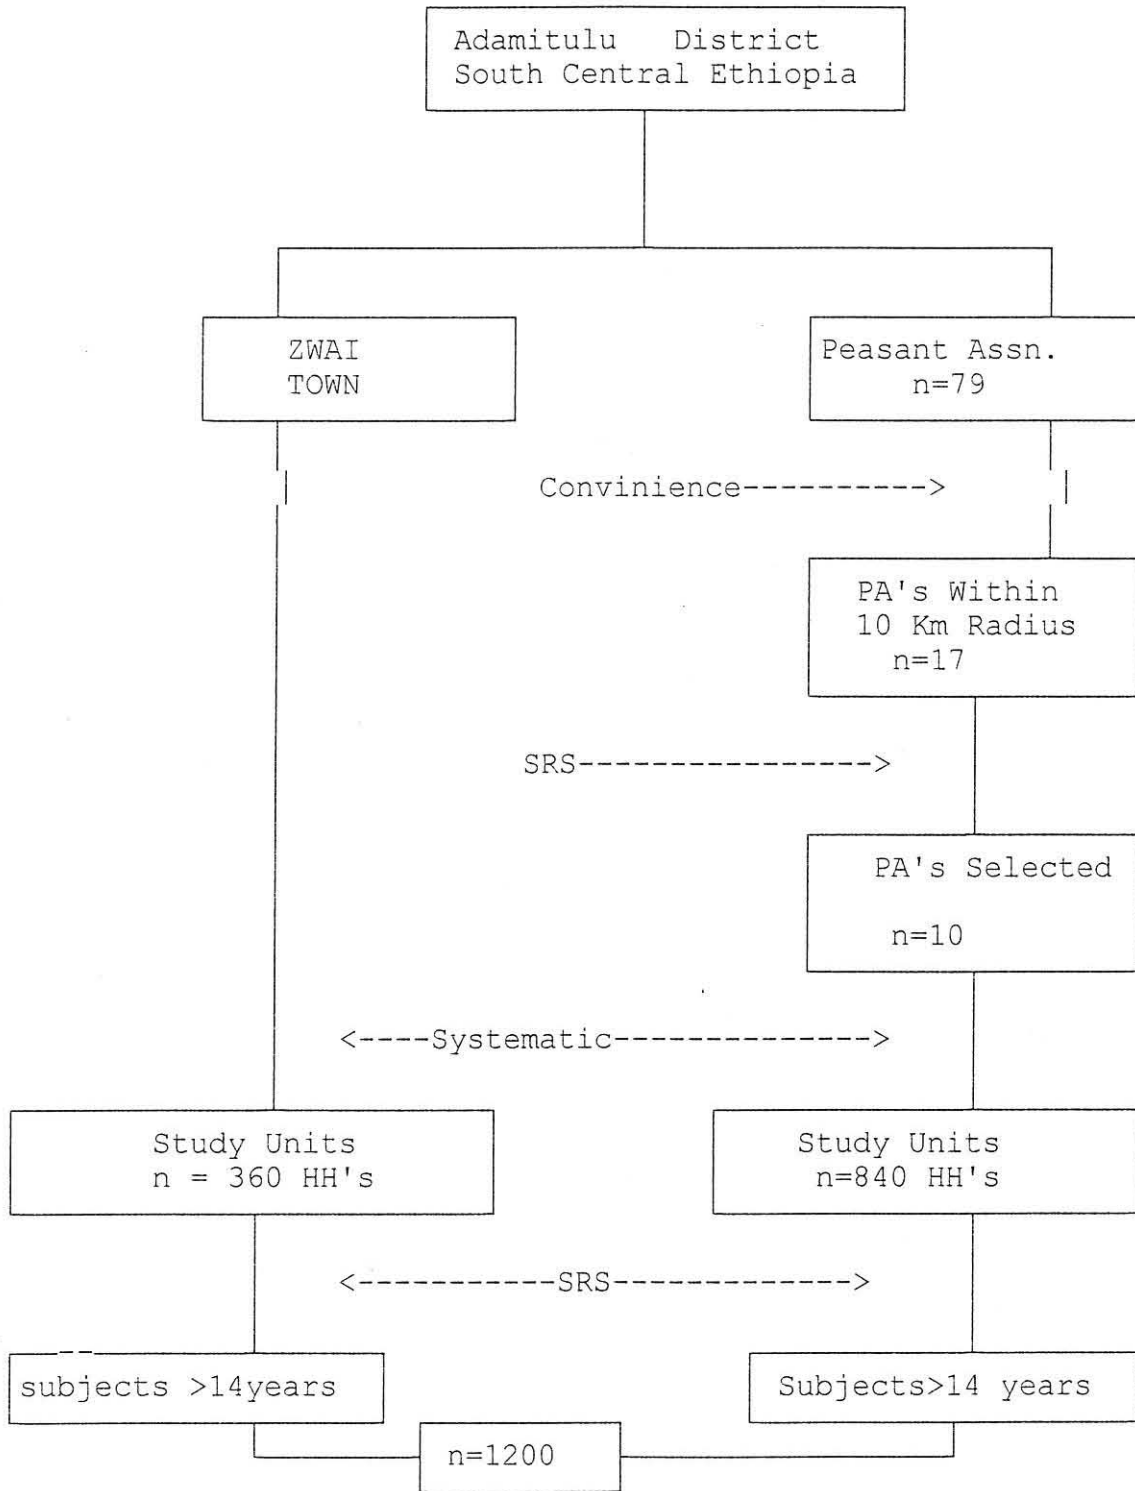 Adamitulu District
South Central Ethiopia
ZWAI
TOWN
Peasant Assn.
n=79
Convinience---------->
PA's Within
10 Km Radius
n=17
SRS---------------->
PA's Selected
n=10
<----Systematic-------------->
Study Units
n = 360 HH's
Study Units
n=840 HH's
<-----------SRS------------->
subjects >14years
Subjects>14 years
n=1200